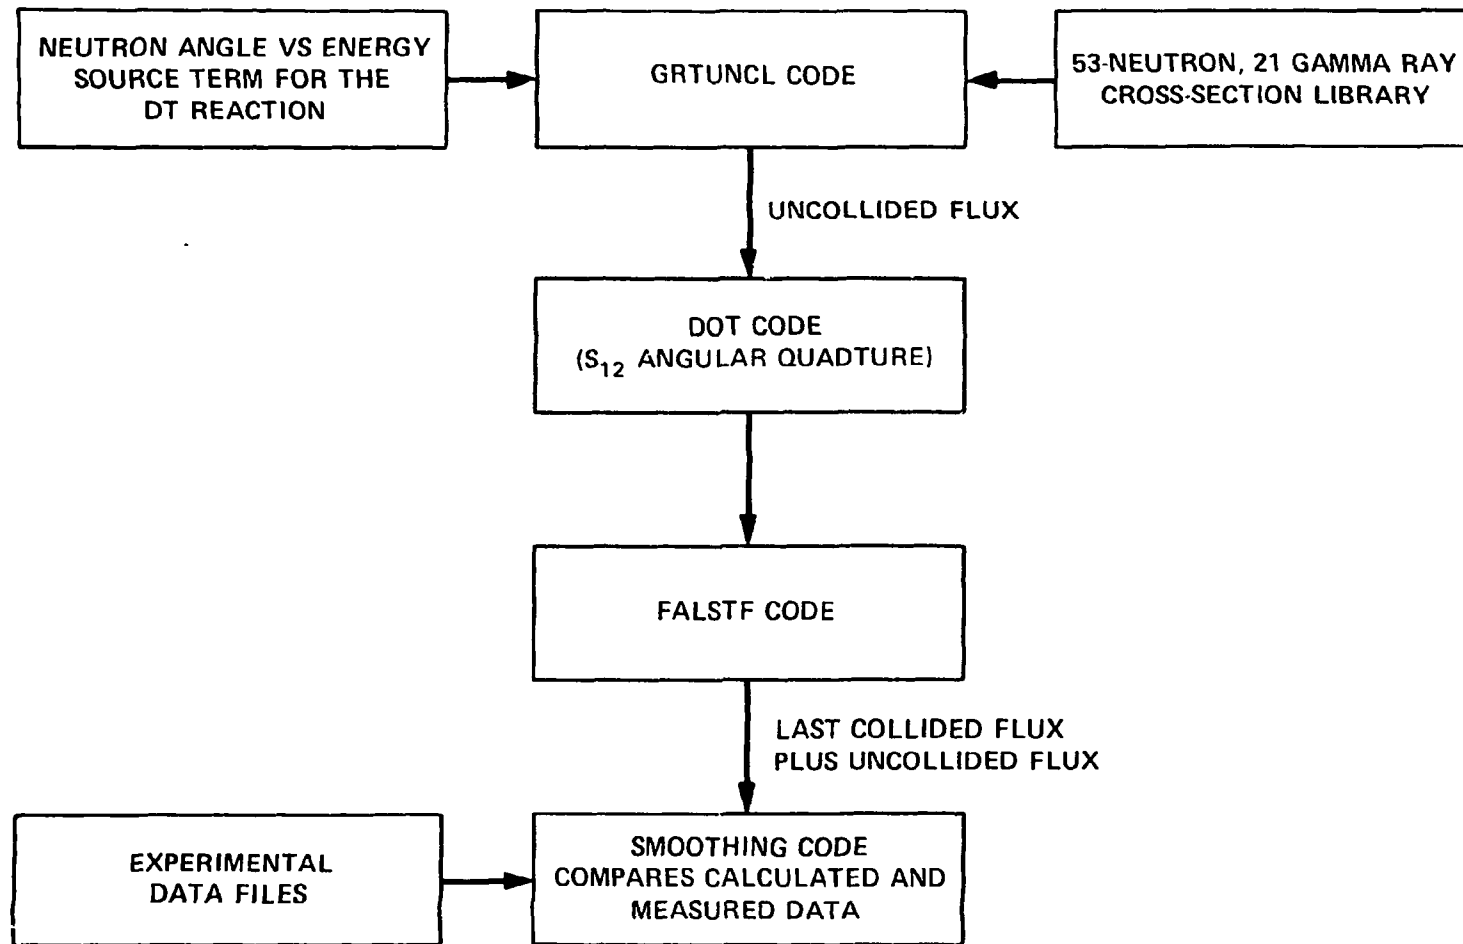 NEUTRON ANGLE VS ENERGY
SOURCE TERM FOR THE
DT REACTION
GRTUNCL CODE
53-NEUTRON, 21 GAMMA RAY
CROSS-SECTION LIBRARY
UNCOLLIDED FLUX
DOT CODE
(S₁₂ ANGULAR QUADTURE)
FALSTF CODE
LAST COLLIDED FLUX
PLUS UNCOLLIDED FLUX
EXPERIMENTAL
DATA FILES
SMOOTHING CODE
COMPARES CALCULATED AND
MEASURED DATA